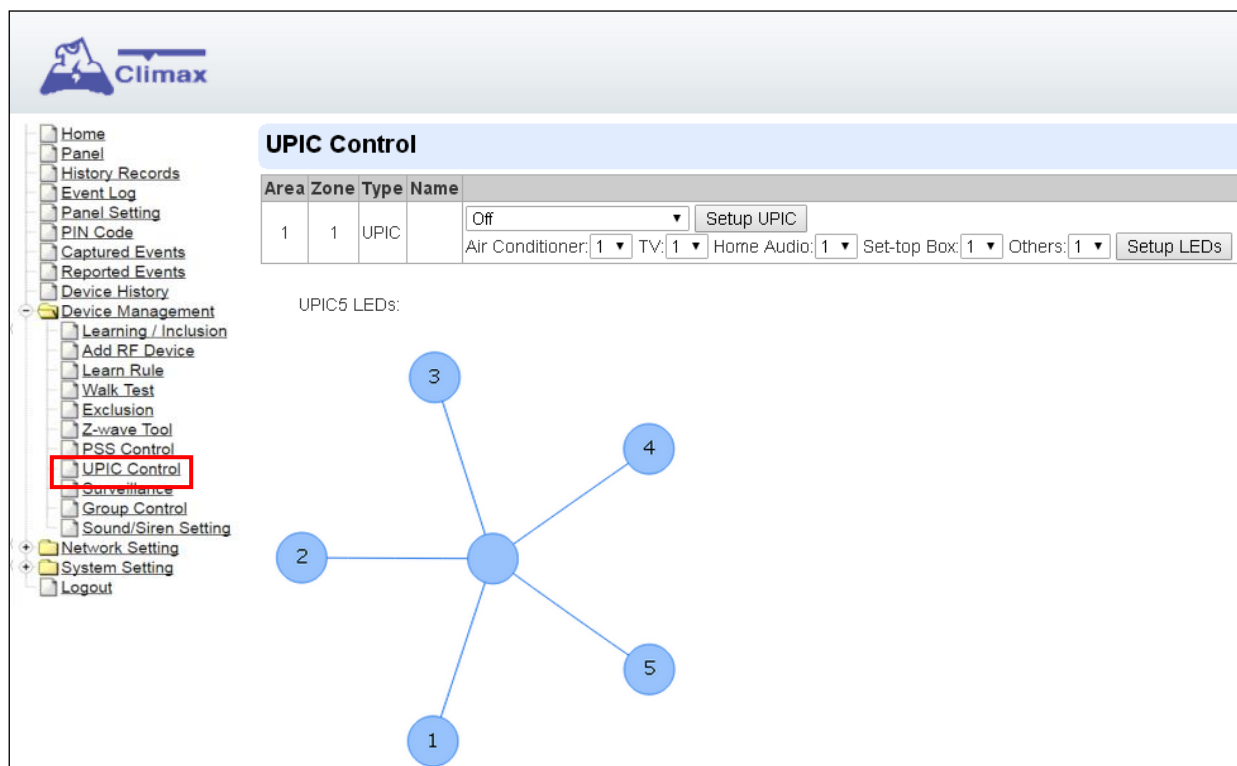 Climax
Home
Panel
History Records
Event Log
Panel Setting
PIN Code
Captured Events
Reported Events
Device History
Device Management
Learning / Inclusion
Add RF Device
Learn Rule
Walk Test
Exclusion
Z-wave Tool
PSS Control
UPIC Control
Surveillance
Group Control
Sound/Siren Setting
Network Setting
System Setting
Logout
UPIC Control
Area Zone Type Name
1 1 UPIC
Off Setup UPIC
Air Conditioner: 1 TV: 1 Home Audio: 1 Set-top Box: 1 Others: 1 Setup LEDs
UPIC5 LEDs:
3
4
2
5
1